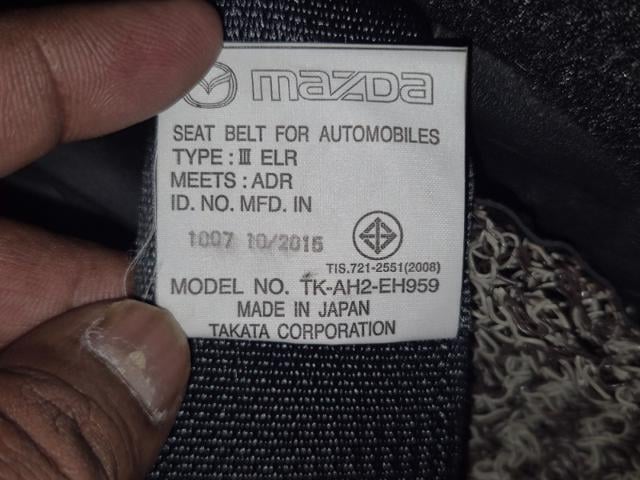 mazda
SEAT BELT FOR AUTOMOBILES
TYPE : III ELR
MEETS : ADR
ID. NO. MFD. IN
1007 10/2015
TIS.721-2551(2008)
MODEL NO. TK-AH2-EH959
MADE IN JAPAN
TAKATA CORPORATION